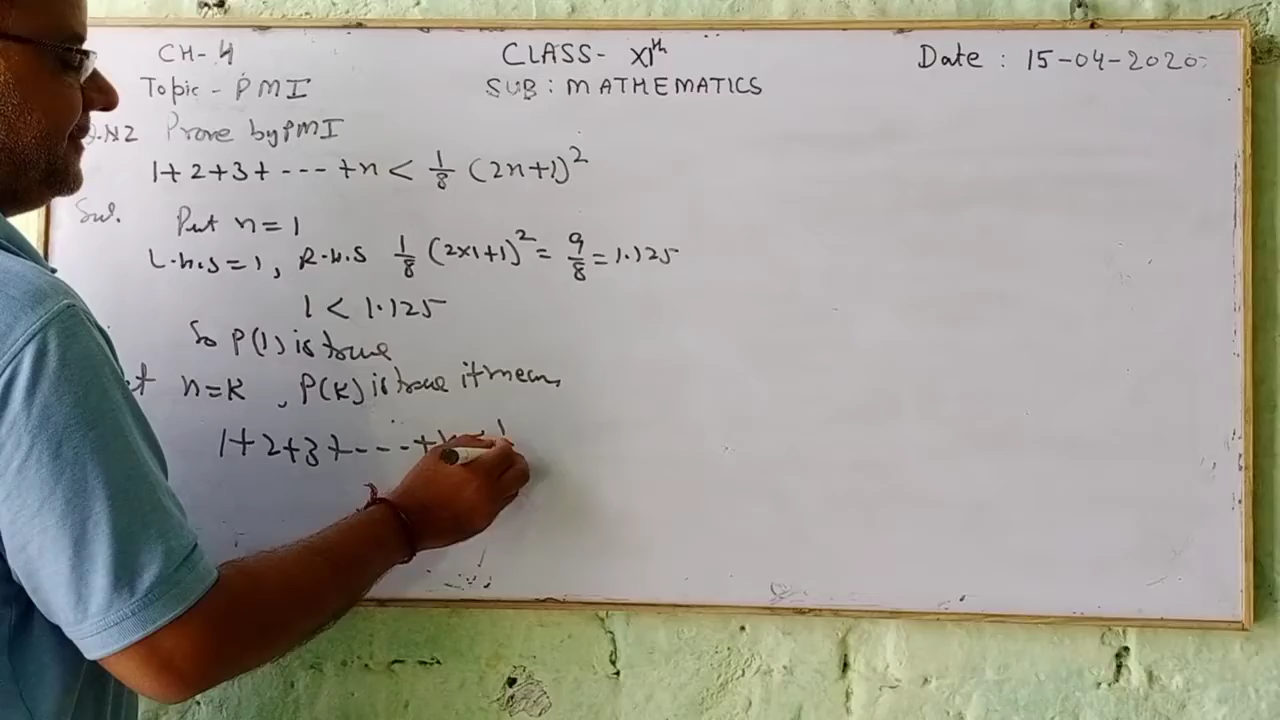 CH-4
CLASS- XIth
Date : 15-04-2020
Topic - PMI
SUB : MATHEMATICS
Prove by PMI
1+2+3+ ---- +n < 1/8 (2n+1)²
Sol.
Put n=1
L.H.S=1, R.H.S 1/8 (2x1+1)² = 9/8 = 1.125
1 < 1.125
So P(1) is true
n=K , P(K) is true it means
1+2+3+----+